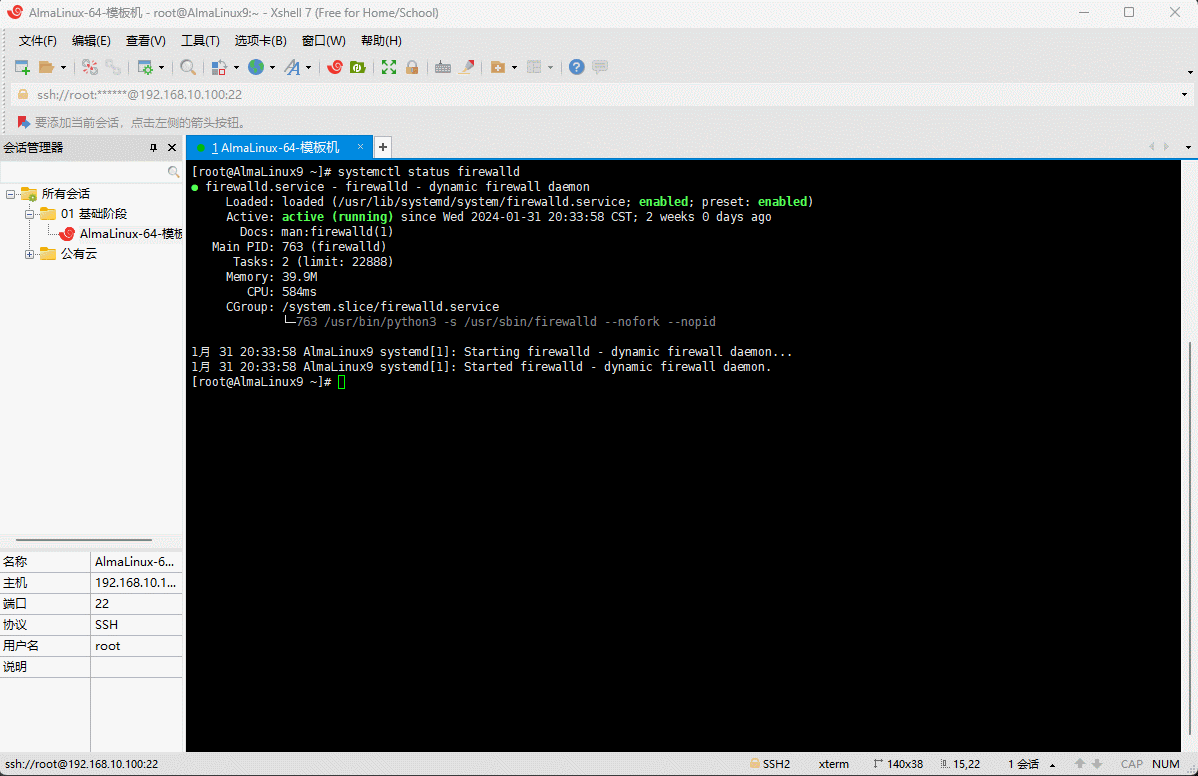 AlmaLinux-64-模板机 - root@AlmaLinux9:~ - Xshell 7 (Free for Home/School)
文件(F) 编辑(E) 查看(V) 工具(T) 选项卡(B) 窗口(W) 帮助(H)
ssh://root:******@192.168.10.100:22
要添加当前会话，点击左侧的箭头按钮。
会话管理器
1 AlmaLinux-64-模板机
所有会话
01 基础阶段
AlmaLinux-64-模板
公有云
[root@AlmaLinux9 ~]# systemctl status firewalld
● firewalld.service - firewalld - dynamic firewall daemon
Loaded: loaded (/usr/lib/systemd/system/firewalld.service; enabled; preset: enabled)
Active: active (running) since Wed 2024-01-31 20:33:58 CST; 2 weeks 0 days ago
Docs: man:firewalld(1)
Main PID: 763 (firewalld)
Tasks: 2 (limit: 22888)
Memory: 39.9M
CPU: 584ms
CGroup: /system.slice/firewalld.service
└─763 /usr/bin/python3 -s /usr/sbin/firewalld --nofork --nopid
1月 31 20:33:58 AlmaLinux9 systemd[1]: Starting firewalld - dynamic firewall daemon...
1月 31 20:33:58 AlmaLinux9 systemd[1]: Started firewalld - dynamic firewall daemon.
[root@AlmaLinux9 ~]#
名称 AlmaLinux-6...
主机 192.168.10.1...
端口 22
协议 SSH
用户名 root
说明
ssh://root@192.168.10.100:22 SSH2 xterm 140x38 15,22 1 会话 CAP NUM